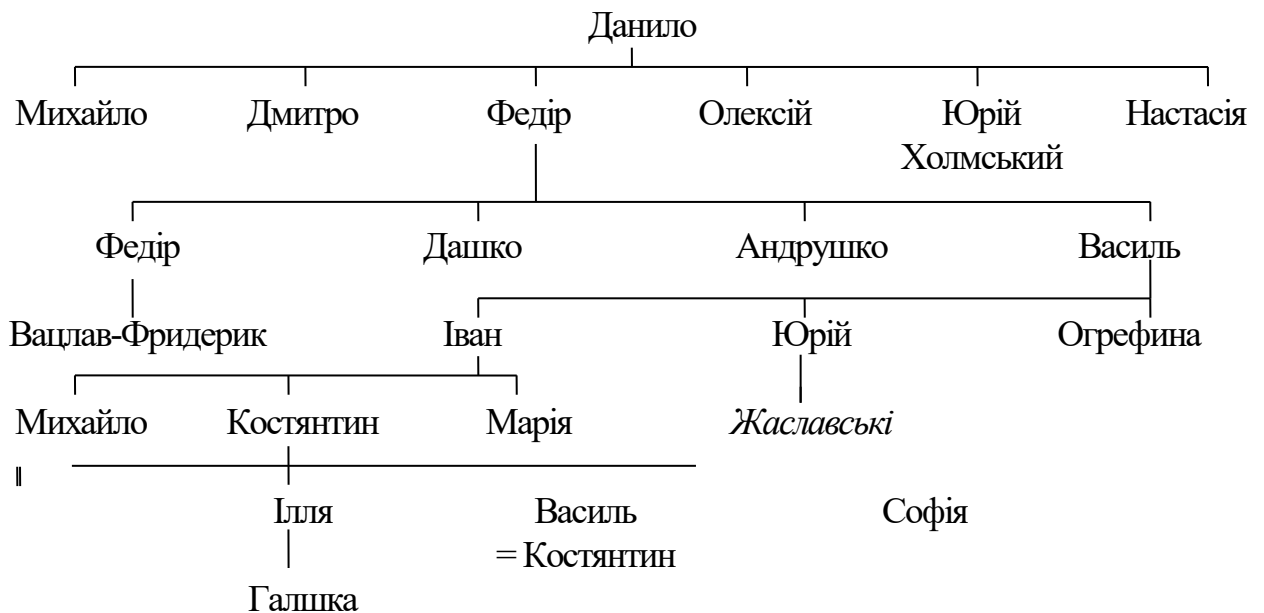 Данило
Михайло Дмитро Федір Олексій Юрій Настасія
Холмський
Федір Дашко Андрушко Василь
Вацлав-Фридерик Іван Юрій Огрефина
Михайло Костянтин Марія Жаславські
Ілля Василь Софія
= Костянтин
Галшка